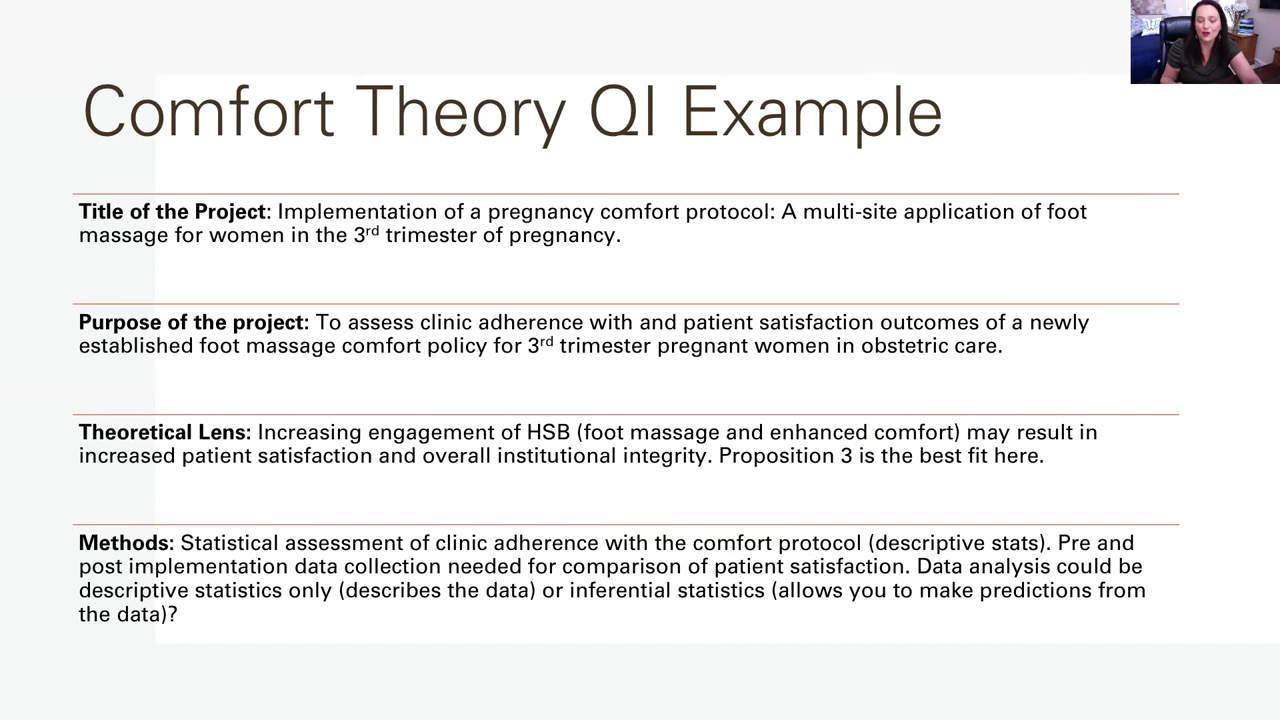 Comfort Theory QI Example
Title of the Project: Implementation of a pregnancy comfort protocol: A multi-site application of foot
massage for women in the 3rd trimester of pregnancy.
Purpose of the project: To assess clinic adherence with and patient satisfaction outcomes of a newly
established foot massage comfort policy for 3rd trimester pregnant women in obstetric care.
Theoretical Lens: Increasing engagement of HSB (foot massage and enhanced comfort) may result in
increased patient satisfaction and overall institutional integrity. Proposition 3 is the best fit here.
Methods: Statistical assessment of clinic adherence with the comfort protocol (descriptive stats). Pre and
post implementation data collection needed for comparison of patient satisfaction. Data analysis could be
descriptive statistics only (describes the data) or inferential statistics (allows you to make predictions from
the data)?